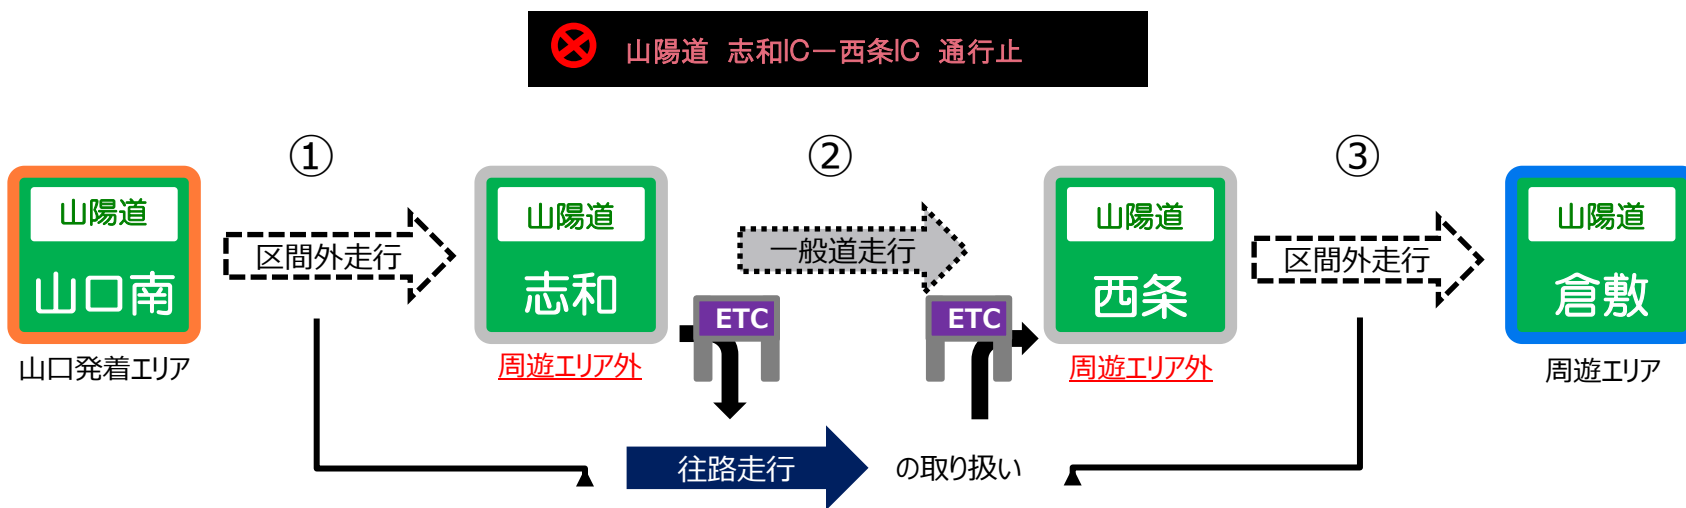 山陽道 志和IC－西条IC 通行止
①
②
③
山陽道
山口南
山口発着エリア
区間外走行
山陽道
志和
周遊エリア外
一般道走行
ETC
ETC
山陽道
西条
周遊エリア外
区間外走行
山陽道
倉敷
周遊エリア
往路走行 の取り扱い